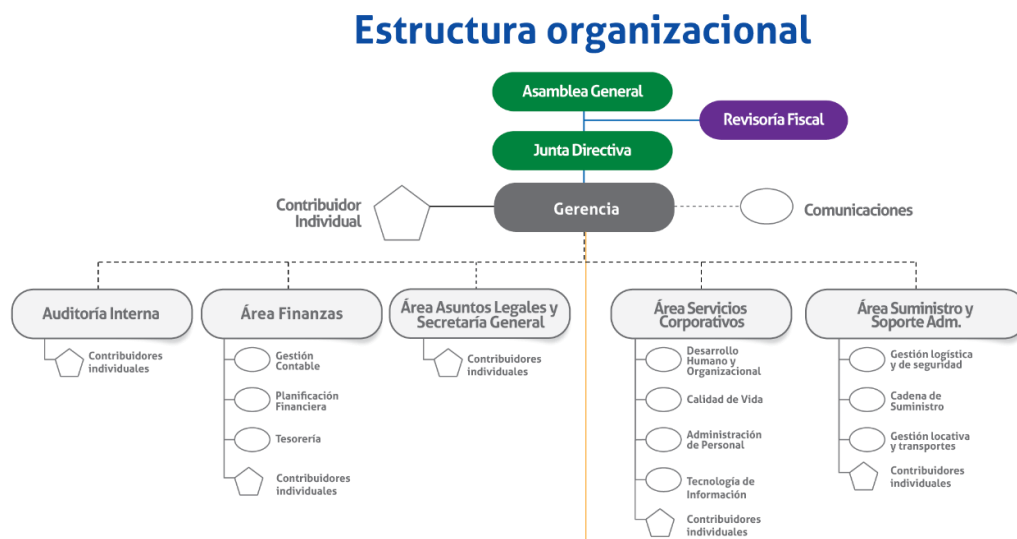 Estructura organizacional
Asamblea General
Revisoría Fiscal
Junta Directiva
Contribuidor
Individual
Gerencia
Comunicaciones
Auditoría Interna
Contribuidores
individuales
Área Finanzas
Gestión
Contable
Planificación
Financiera
Tesorería
Contribuidores
individuales
Área Asuntos Legales y
Secretaría General
Contribuidores
individuales
Área Servicios
Corporativos
Desarrollo
Humano y
Organizacional
Calidad de Vida
Administración
de Personal
Tecnología de
Información
Contribuidores
individuales
Área Suministro y
Soporte Adm.
Gestión logística
y de seguridad
Cadena de
Suministro
Gestión locativa
y transportes
Contribuidores
individuales